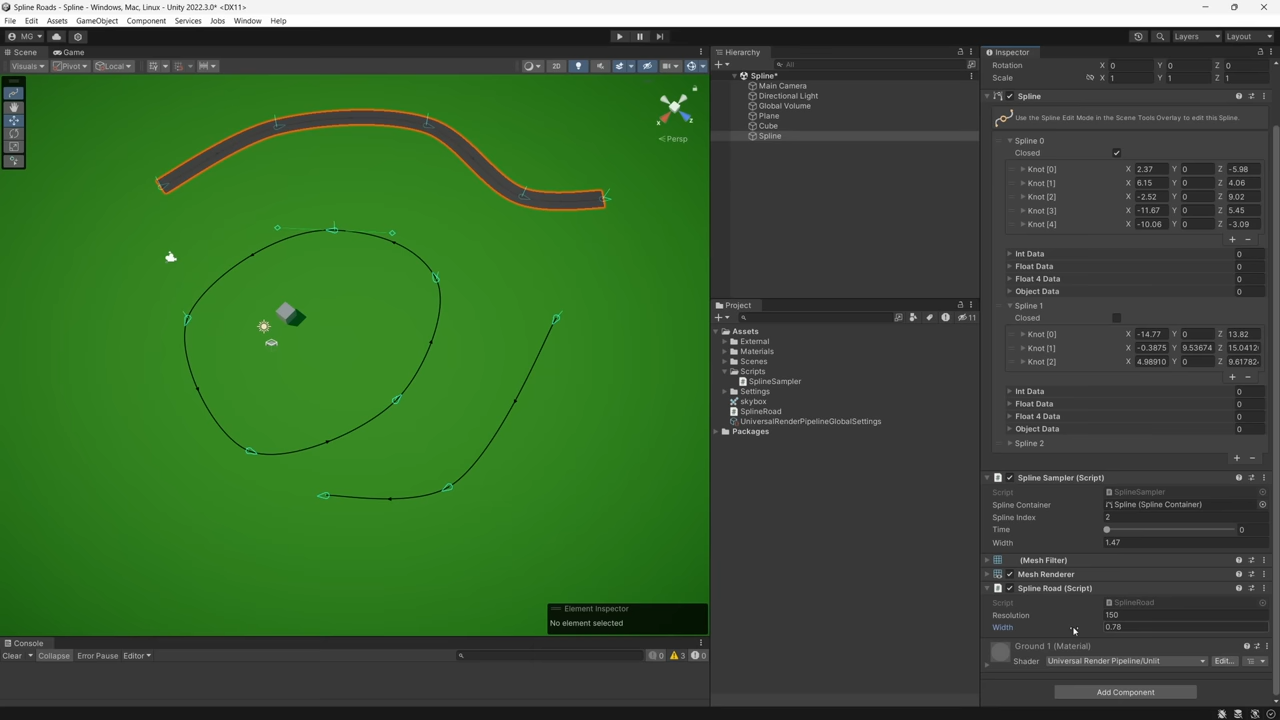 Spline Roads - Spline - Windows, Mac, Linux - Unity 2022.3.0* <DX11>
File Edit Assets GameObject Component Services Jobs Window Help
MG Layers Layout
Scene Game
Visuals Pivot Local 2D
Persp
Element Inspector
No element selected
Console
Clear Collapse Error Pause Editor 0 3 0
Hierarchy
All
Spline*
Main Camera
Directional Light
Global Volume
Plane
Cube
Spline
Project
11
Assets
External
Materials
Scenes
Scripts
SplineSampler
Settings
skybox
SplineRoad
UniversalRenderPipelineGlobalSettings
Packages
Inspector
Rotation X 0 Y 0 Z 0
Scale X 1 Y 1 Z 1
Spline
Use the Spline Edit Mode in the Scene Tools Overlay to edit this Spline.
Spline 0
Closed
Knot [0] X 2.37 Y 0 Z -5.98
Knot [1] X 6.15 Y 0 Z 4.06
Knot [2] X -2.52 Y 0 Z 9.02
Knot [3] X -11.67 Y 0 Z 5.45
Knot [4] X -10.06 Y 0 Z -3.09
+ −
Int Data 0
Float Data 0
Float 4 Data 0
Object Data 0
Spline 1
Closed
Knot [0] X -14.77 Y 0 Z 13.82
Knot [1] X -0.3875 Y 9.53674 Z 15.0412
Knot [2] X 4.98910 Y 0 Z 9.61782
+ −
Int Data 0
Float Data 0
Float 4 Data 0
Object Data 0
Spline 2
+ −
Spline Sampler (Script)
Script SplineSampler
Spline Container Spline (Spline Container)
Spline Index 2
Time 0
Width 1.47
(Mesh Filter)
Mesh Renderer
Spline Road (Script)
Script SplineRoad
Resolution 150
Width 0.78
Ground 1 (Material)
Shader Universal Render Pipeline/Unlit Edit...
Add Component